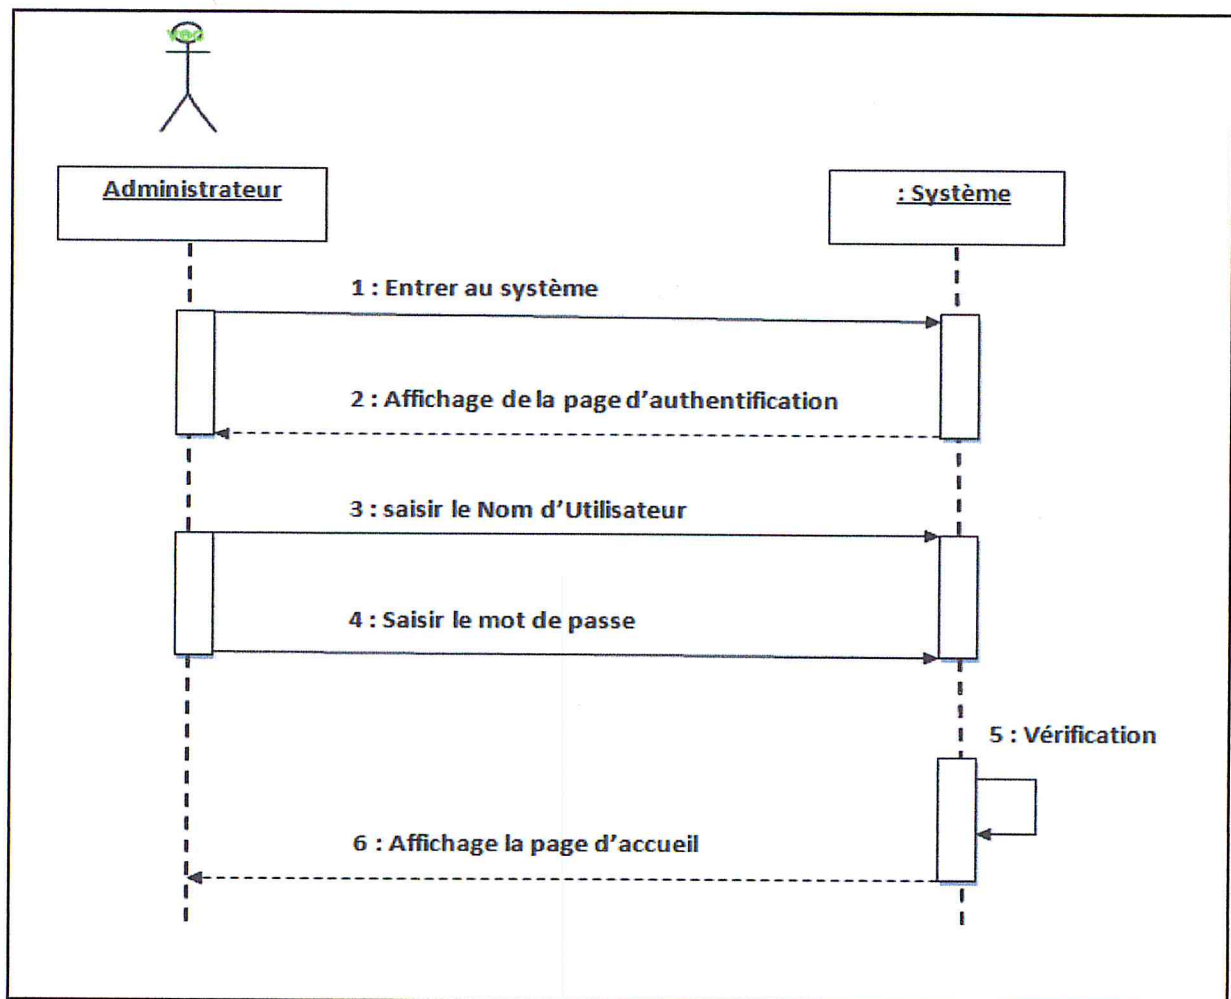 Administrateur
: Système
1 : Entrer au système
2 : Affichage de la page d'authentification
3 : saisir le Nom d'Utilisateur
4 : Saisir le mot de passe
5 : Vérification
6 : Affichage la page d'accueil